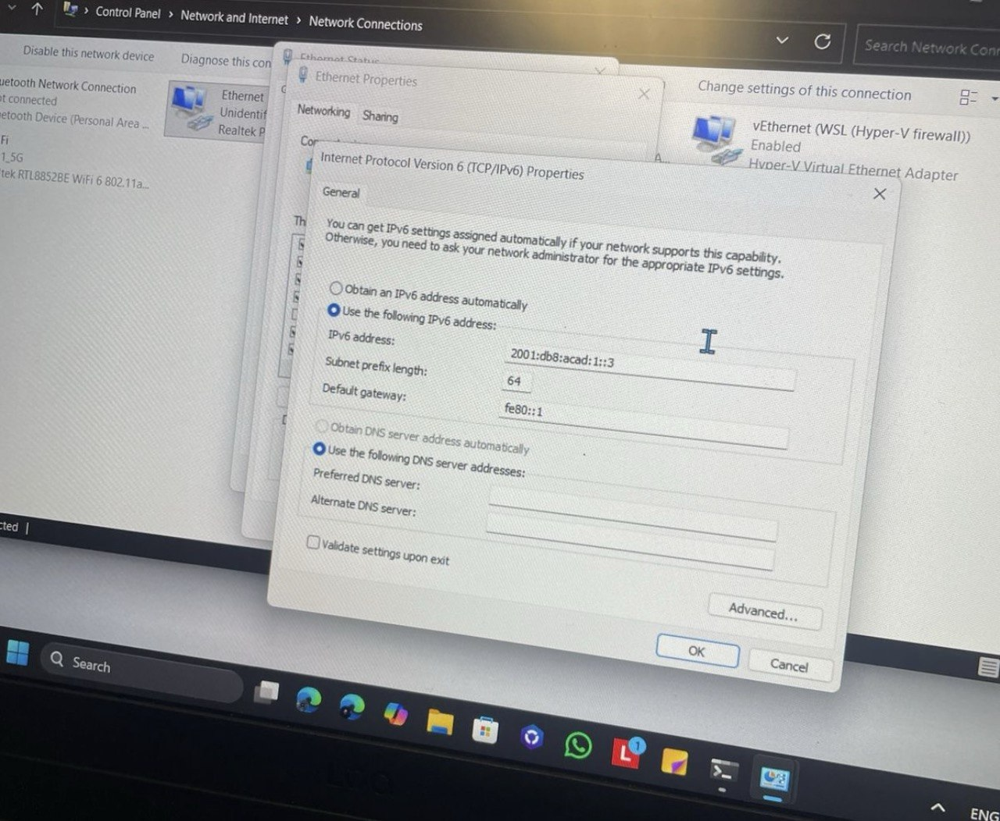 Control Panel > Network and Internet > Network Connections
Search Network Conn
Disable this network device
Diagnose this con
Change settings of this connection
uetooth Network Connection
ot connected
etooth Device (Personal Area ...
Fi
1_5G
tek RTL8852BE WiFi 6 802.11a...
Ethernet
Unidentif
Realtek P
vEthernet (WSL (Hyper-V firewall))
Enabled
Hyper-V Virtual Ethernet Adapter
Ethernet Status
Ethernet Properties
Networking Sharing
Internet Protocol Version 6 (TCP/IPv6) Properties
General
Th
You can get IPv6 settings assigned automatically if your network supports this capability.
Otherwise, you need to ask your network administrator for the appropriate IPv6 settings.
Obtain an IPv6 address automatically
Use the following IPv6 address:
IPv6 address: 2001:db8:acad:1::3
Subnet prefix length: 64
Default gateway: fe80::1
Obtain DNS server address automatically
Use the following DNS server addresses:
Preferred DNS server:
Alternate DNS server:
Validate settings upon exit
Advanced...
OK
Cancel
cted
Search
L
1
ENG